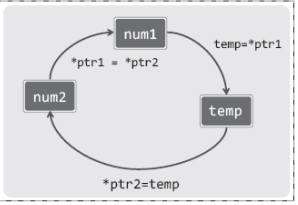 num1
temp=*ptr1
*ptr1 = *ptr2
num2
temp
*ptr2=temp